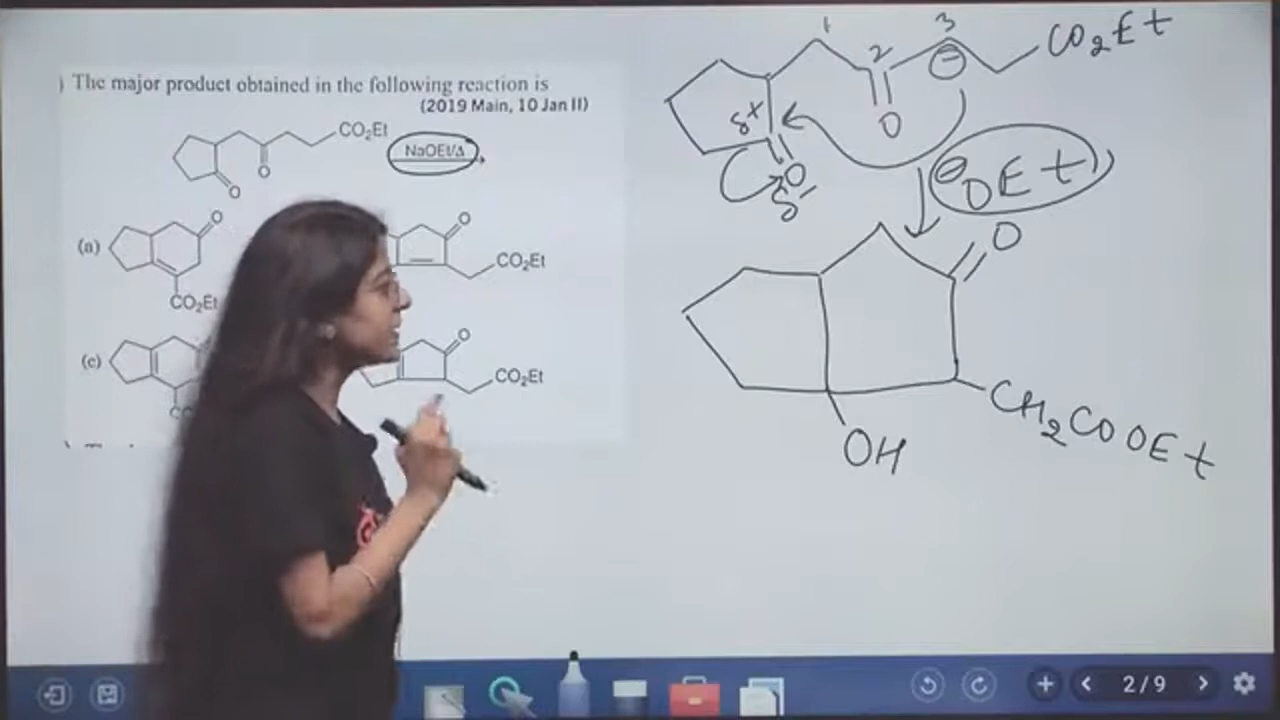 ) The major product obtained in the following reaction is
(2019 Main, 10 Jan II)
CO₂Et
NaOEt/Δ
O
O
(a)
O
CO₂Et
O
CO₂Et
(c)
O
CO₂Et
1
2
3
⊖
CO₂Et
O
δ+
O
δ-
⊖OEt
O
OH
CH₂COOEt
2/9